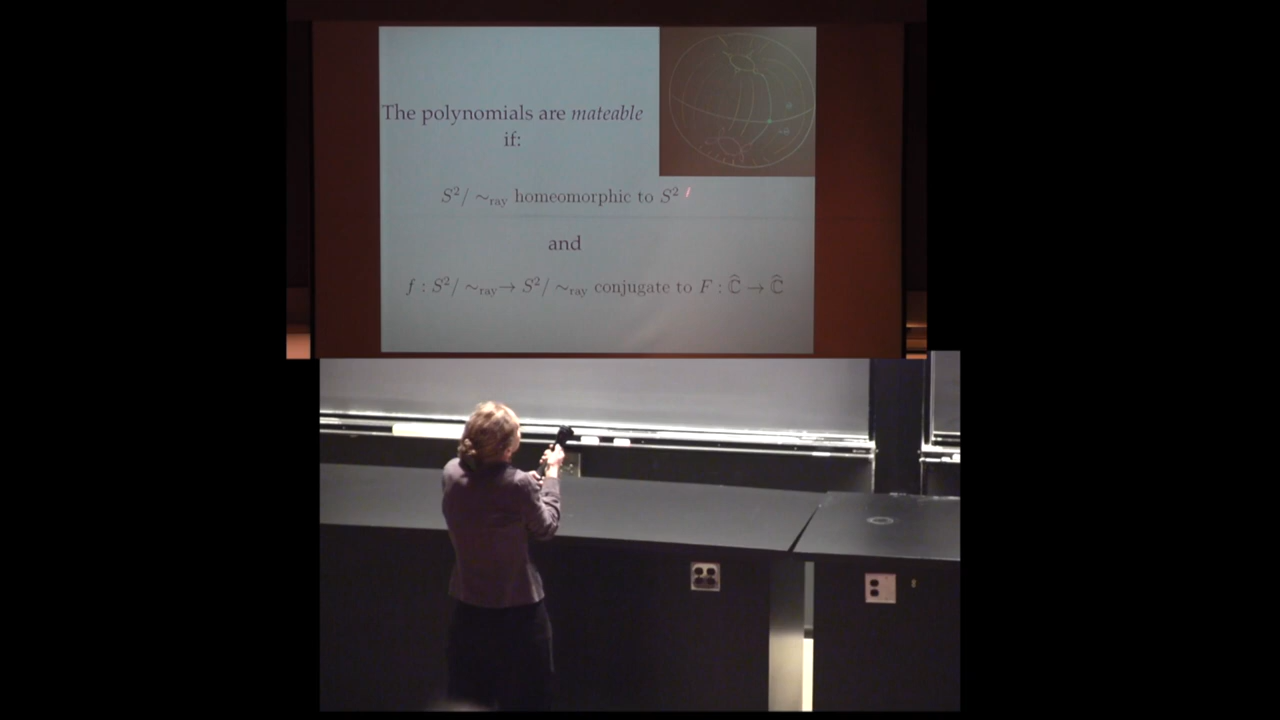 The polynomials are mateable
if:
S²/ ∼ray homeomorphic to S²
and
f : S²/ ∼ray→ S²/ ∼ray conjugate to F : ℂ̂ → ℂ̂